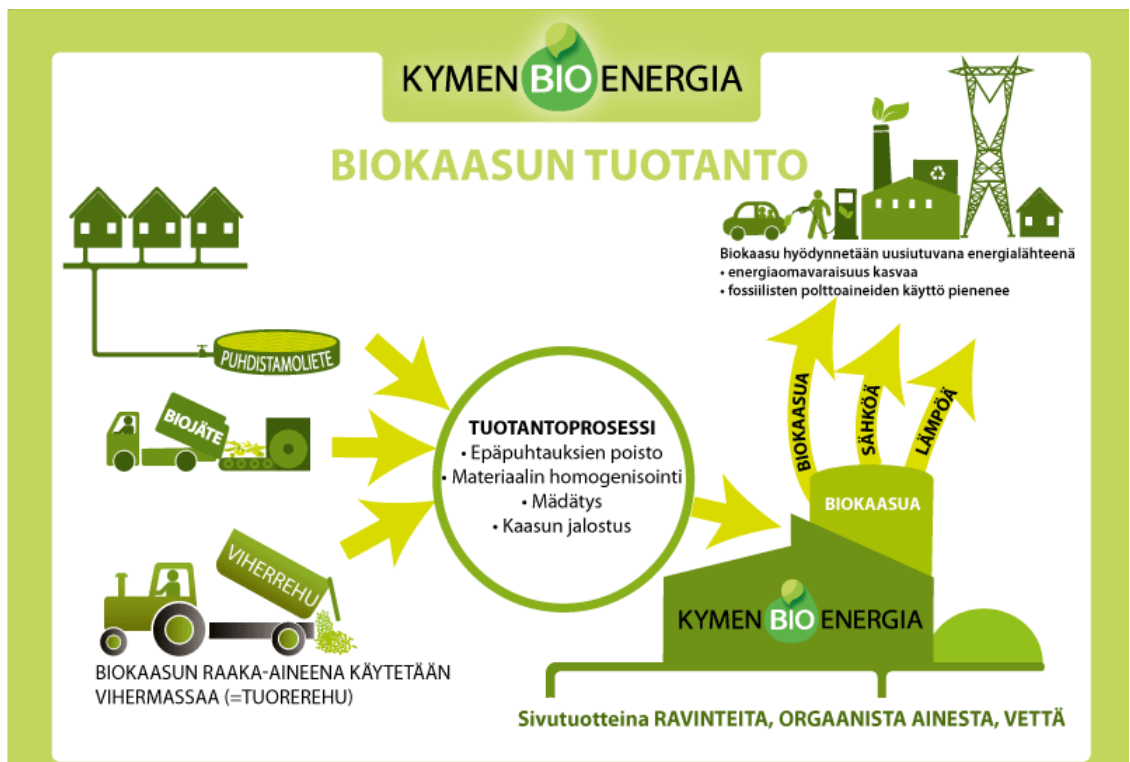 KYMEN BIO ENERGIA
BIOKAASUN TUOTANTO
Biokaasu hyödynnetään uusiutuvana energialähteenä
• energiaomavaraisuus kasvaa
• fossiilisten polttoaineiden käyttö pienenee
PUHDISTAMOLIETE
BIOJÄTE
VIHERREHU
BIOKAASUN RAAKA-AINEENA KÄYTETÄÄN
VIHERMASSAA (=TUOREREHU)
TUOTANTOPROSESSI
• Epäpuhtauksien poisto
• Materiaalin homogenisointi
• Mädätys
• Kaasun jalostus
BIOKAASUA
SÄHKÖÄ
LÄMPÖÄ
BIOKAASUA
KYMEN BIO ENERGIA
Sivutuotteina RAVINTEITA, ORGAANISTA AINESTA, VETTÄ